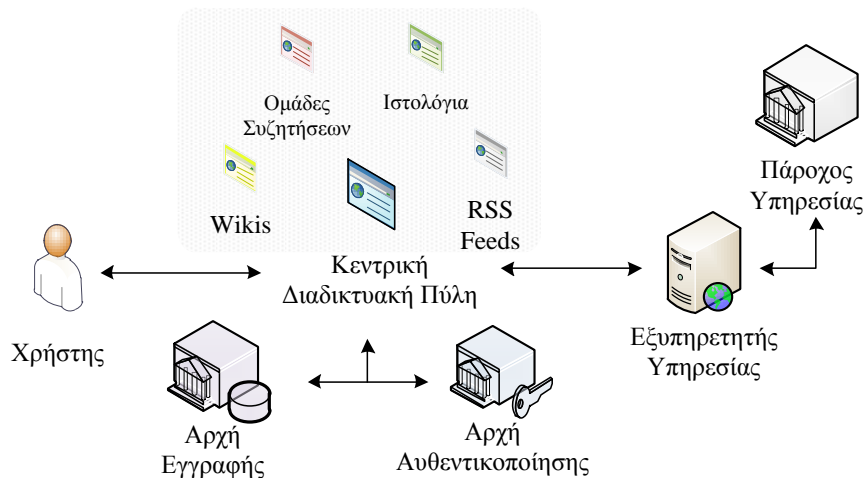 Ομάδες
Συζητήσεων
Ιστολόγια
Wikis
RSS
Feeds
Πάροχος
Υπηρεσίας
Κεντρική
Διαδικτυακή Πύλη
Χρήστης
Εξυπηρετητής
Υπηρεσίας
Αρχή
Εγγραφής
Αρχή
Αυθεντικοποίησης